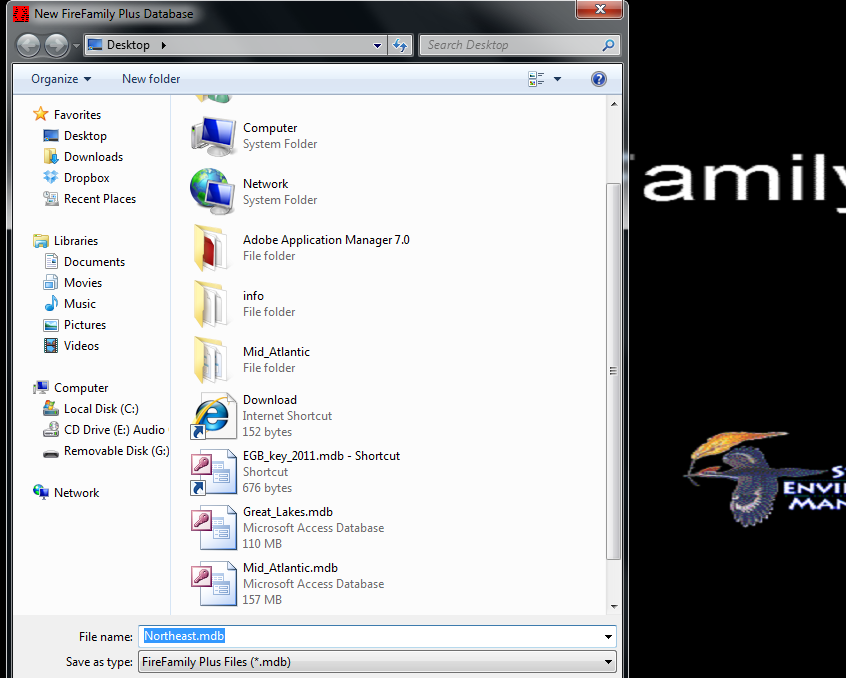 New FireFamily Plus Database
Desktop
Search Desktop
Organize
New folder
Favorites
Desktop
Downloads
Dropbox
Recent Places
Libraries
Documents
Movies
Music
Pictures
Videos
Computer
Local Disk (C:)
CD Drive (E:) Audio
Removable Disk (G:)
Network
Computer
System Folder
Network
System Folder
Adobe Application Manager 7.0
File folder
info
File folder
Mid_Atlantic
File folder
Download
Internet Shortcut
152 bytes
EGB_key_2011.mdb - Shortcut
Shortcut
676 bytes
Great_Lakes.mdb
Microsoft Access Database
110 MB
Mid_Atlantic.mdb
Microsoft Access Database
157 MB
File name: Northeast.mdb
Save as type: FireFamily Plus Files (*.mdb)
amily
S
ENVI
MAN